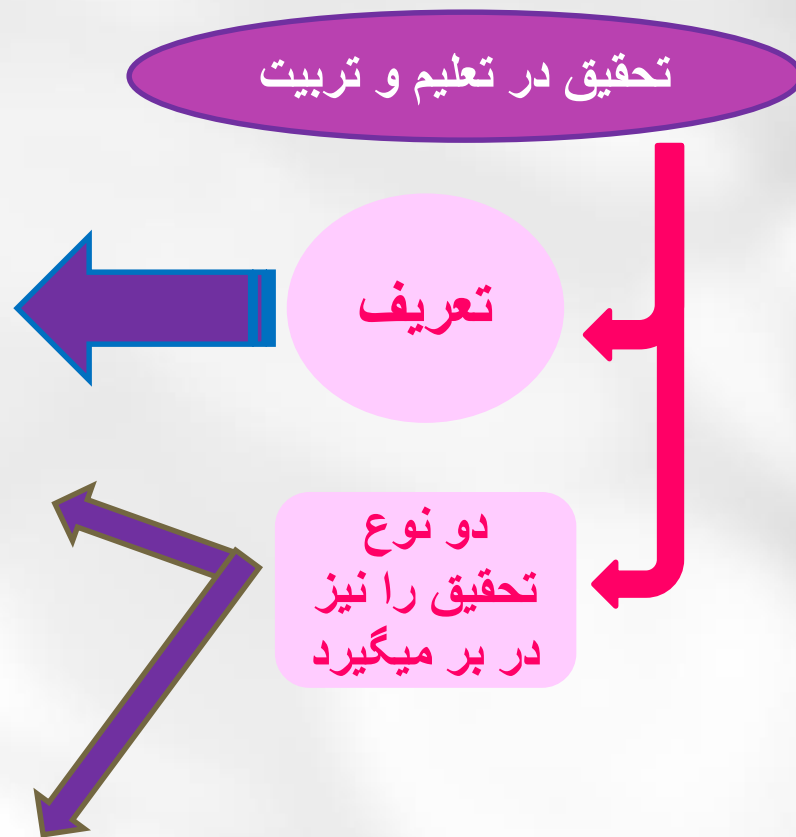 تحقیق در تعلیم و تربیت
تعریف
دو نوع
تحقیق را نیز
در بر میگیرد